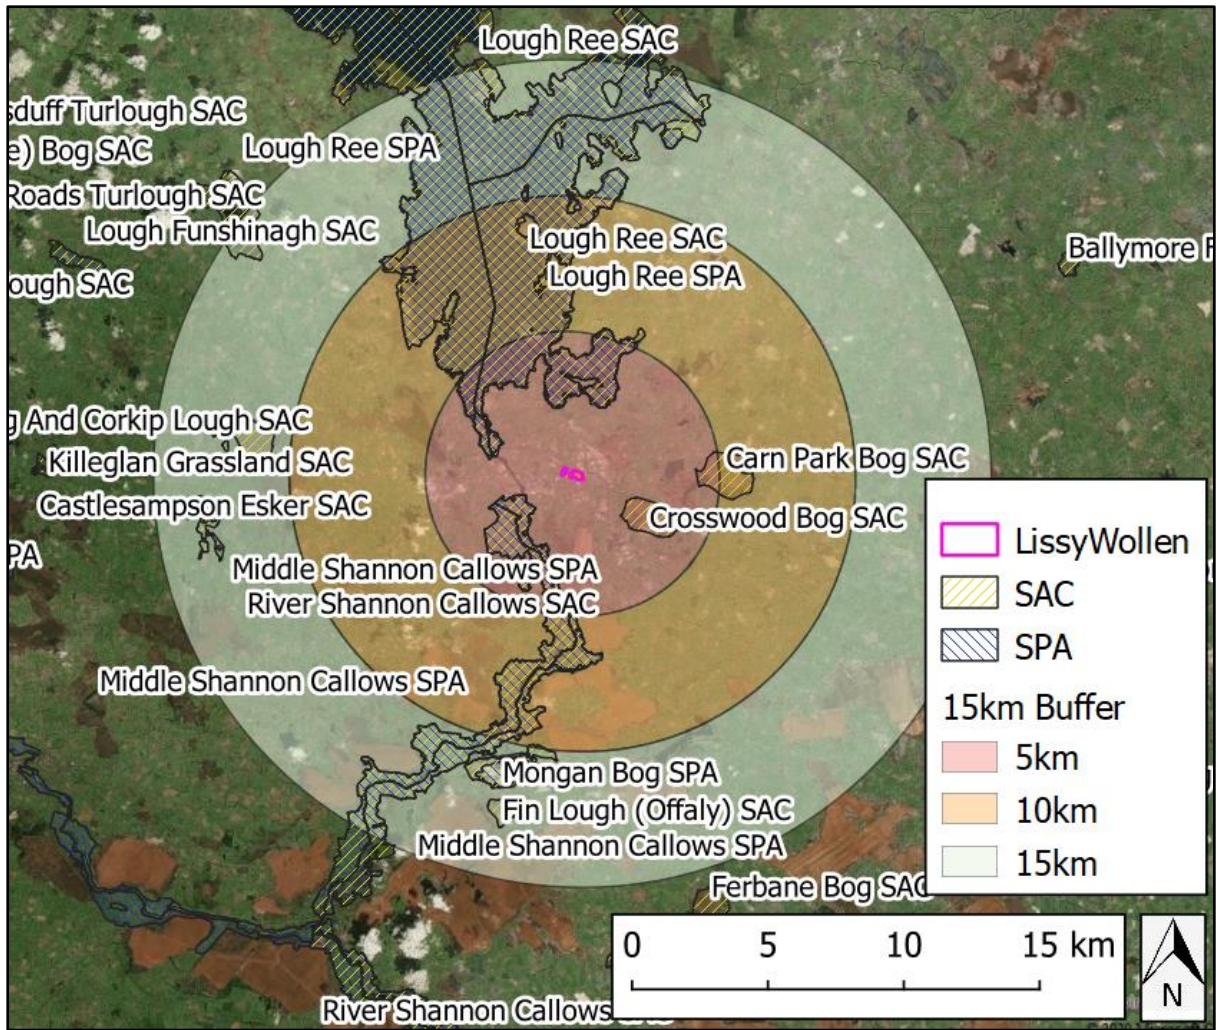 Lough Ree SAC
sduff Turlough SAC
Lough Ree SPA
e) Bog SAC
Roads Turlough SAC
Lough Funshinagh SAC
Lough Ree SAC
Ballymore F
Lough Ree SPA
ough SAC
g And Corkip Lough SAC
Killeglan Grassland SAC
Carn Park Bog SAC
Castlesampson Esker SAC
Crosswood Bog SAC
PA
Middle Shannon Callows SPA
River Shannon Callows SAC
Middle Shannon Callows SPA
Mongan Bog SPA
Fin Lough (Offaly) SAC
Middle Shannon Callows SPA
Ferbane Bog SAC
River Shannon Callows
LissyWollen
SAC
SPA
15km Buffer
5km
10km
15km
0 5 10 15 km
N